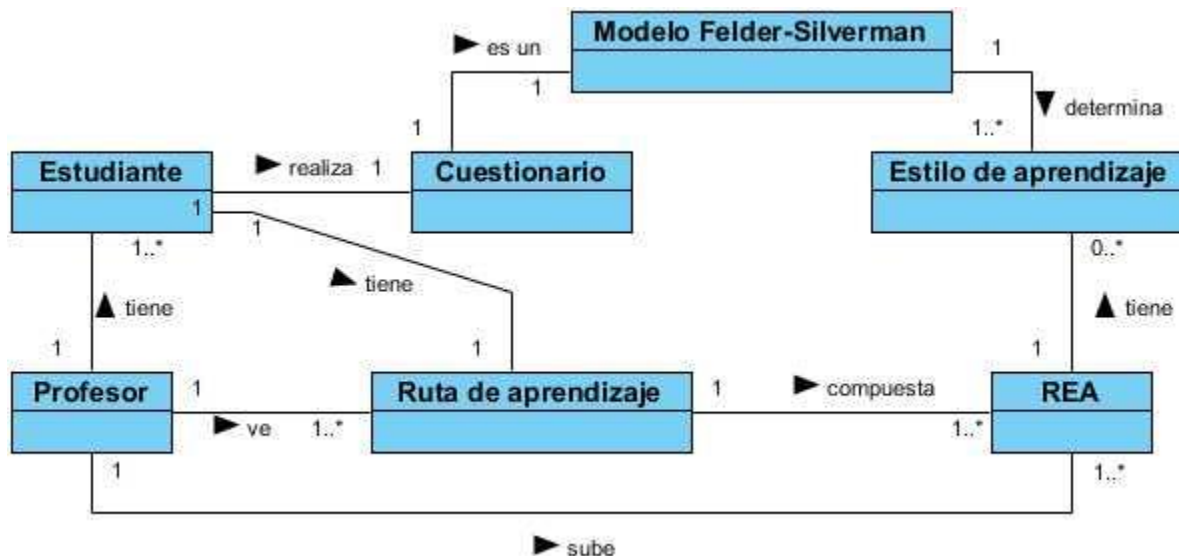 Modelo Felder-Silverman
es un
1
1
1
determina
1
1..*
Estudiante
realiza
1
Cuestionario
Estilo de aprendizaje
1
1
1..*
0..*
tiene
tiene
tiene
1
1
1
Profesor
1
Ruta de aprendizaje
1
compuesta
REA
ve
1..*
1..*
1
1..*
sube